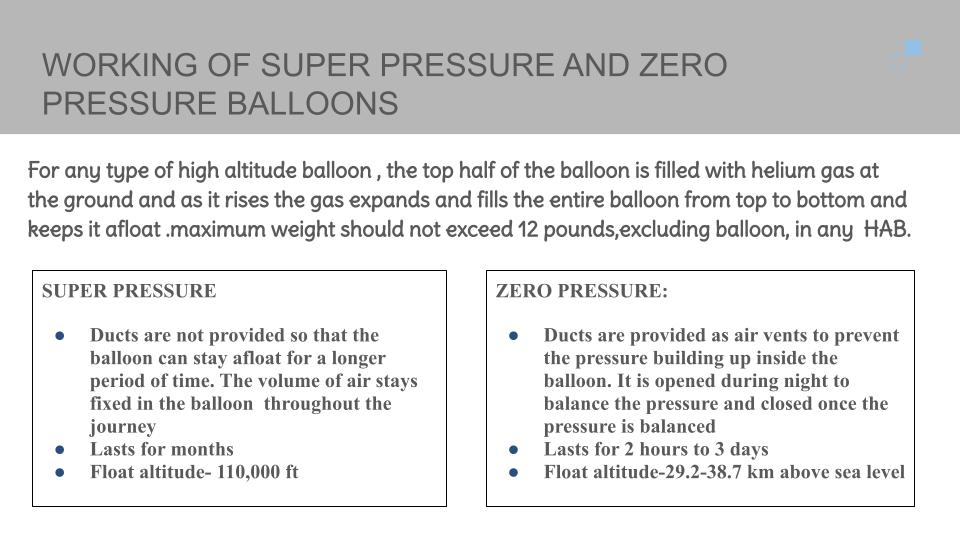 WORKING OF SUPER PRESSURE AND ZERO
PRESSURE BALLOONS
For any type of high altitude balloon , the top half of the balloon is filled with helium gas at
the ground and as it rises the gas expands and fills the entire balloon from top to bottom and
keeps it afloat .maximum weight should not exceed 12 pounds,excluding balloon, in any HAB.
SUPER PRESSURE
● Ducts are not provided so that the
balloon can stay afloat for a longer
period of time. The volume of air stays
fixed in the balloon throughout the
journey
● Lasts for months
● Float altitude- 110,000 ft
ZERO PRESSURE:
● Ducts are provided as air vents to prevent
the pressure building up inside the
balloon. It is opened during night to
balance the pressure and closed once the
pressure is balanced
● Lasts for 2 hours to 3 days
● Float altitude-29.2-38.7 km above sea level